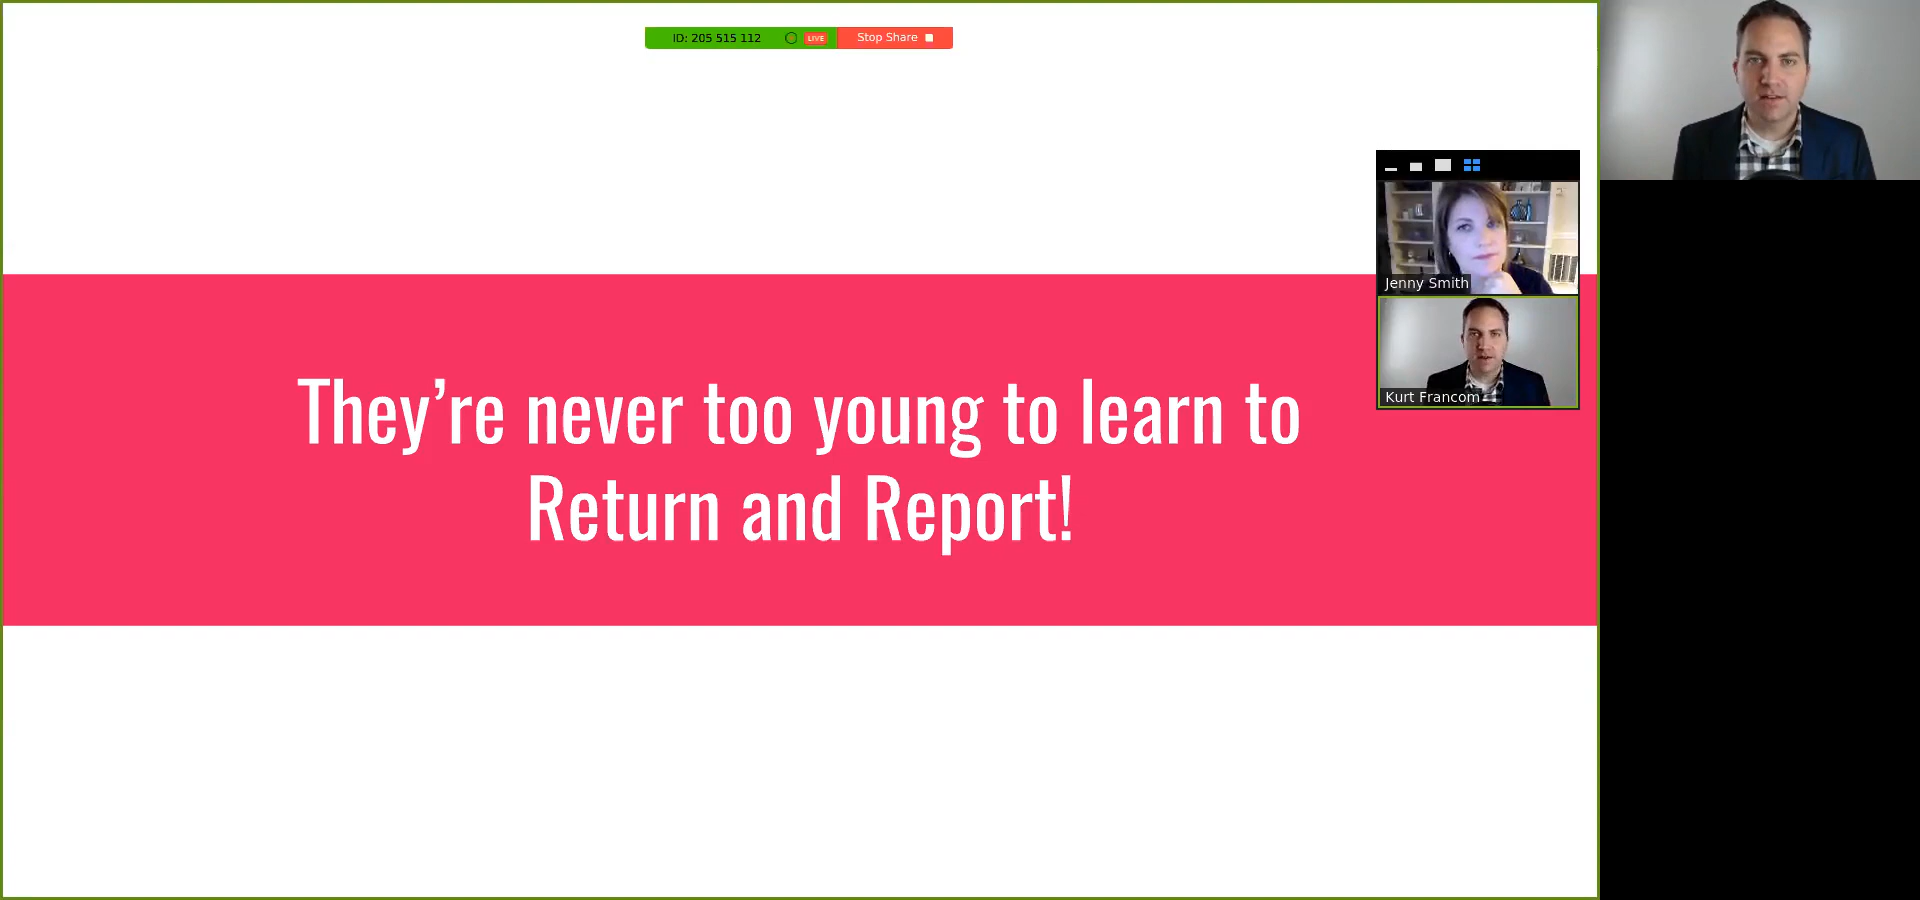 ID: 205 515 112 LIVE Stop Share
Jenny Smith
Kurt Francom
They’re never too young to learn to
Return and Report!